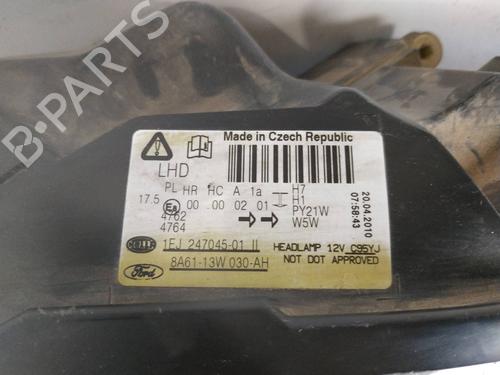 B-PARTS
Made in Czech Republic
LHD
PL HR HC A 1a H7
H1
17.5 00 00 02 01 PY21W
4762 W5W
4764
HELLA 1EJ 247045-01 II HEADLAMP 12V C95YJ
Ford 8A61-13W 030-AH NOT DOT APPROVED
20.04.2010
07:58:43